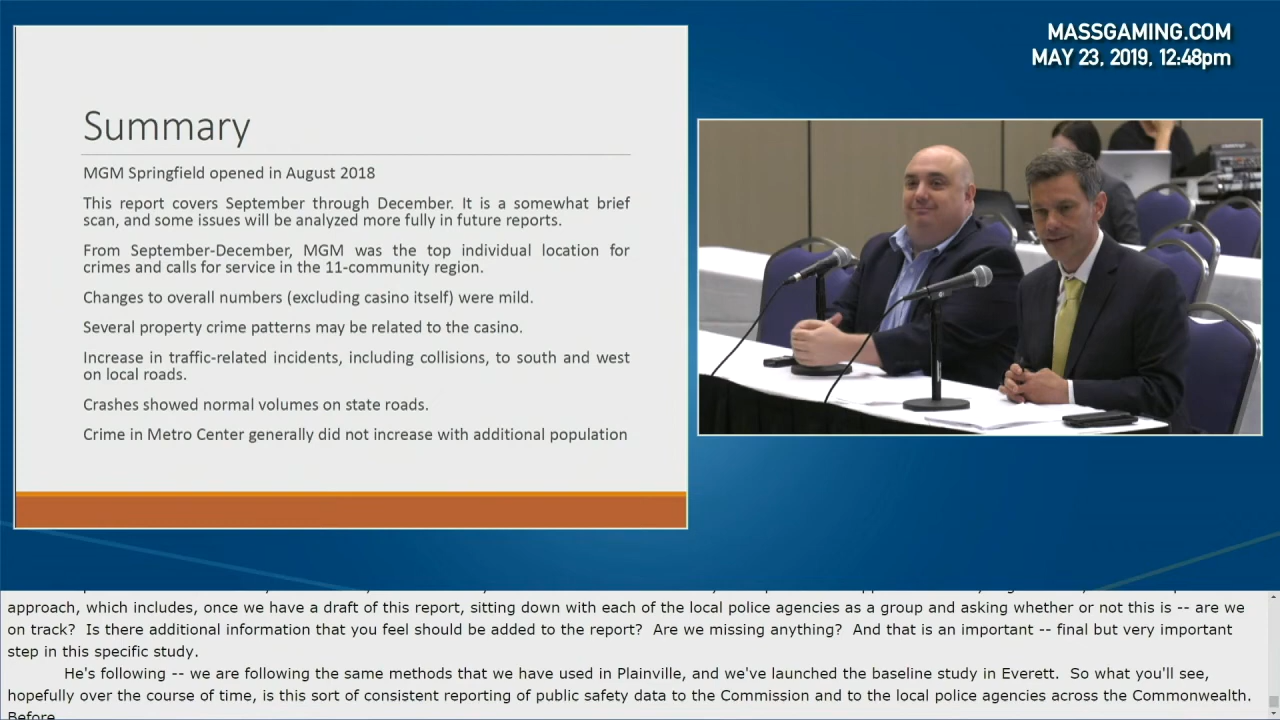 MASSGAMING.COM
MAY 23, 2019, 12:48pm
Summary
MGM Springfield opened in August 2018
This report covers September through December. It is a somewhat brief
scan, and some issues will be analyzed more fully in future reports.
From September-December, MGM was the top individual location for
crimes and calls for service in the 11-community region.
Changes to overall numbers (excluding casino itself) were mild.
Several property crime patterns may be related to the casino.
Increase in traffic-related incidents, including collisions, to south and west
on local roads.
Crashes showed normal volumes on state roads.
Crime in Metro Center generally did not increase with additional population
approach, which includes, once we have a draft of this report, sitting down with each of the local police agencies as a group and asking whether or not this is -- are we
on track? Is there additional information that you feel should be added to the report? Are we missing anything? And that is an important -- final but very important
step in this specific study.
He's following -- we are following the same methods that we have used in Plainville, and we've launched the baseline study in Everett. So what you'll see,
hopefully over the course of time, is this sort of consistent reporting of public safety data to the Commission and to the local police agencies across the Commonwealth.
Before